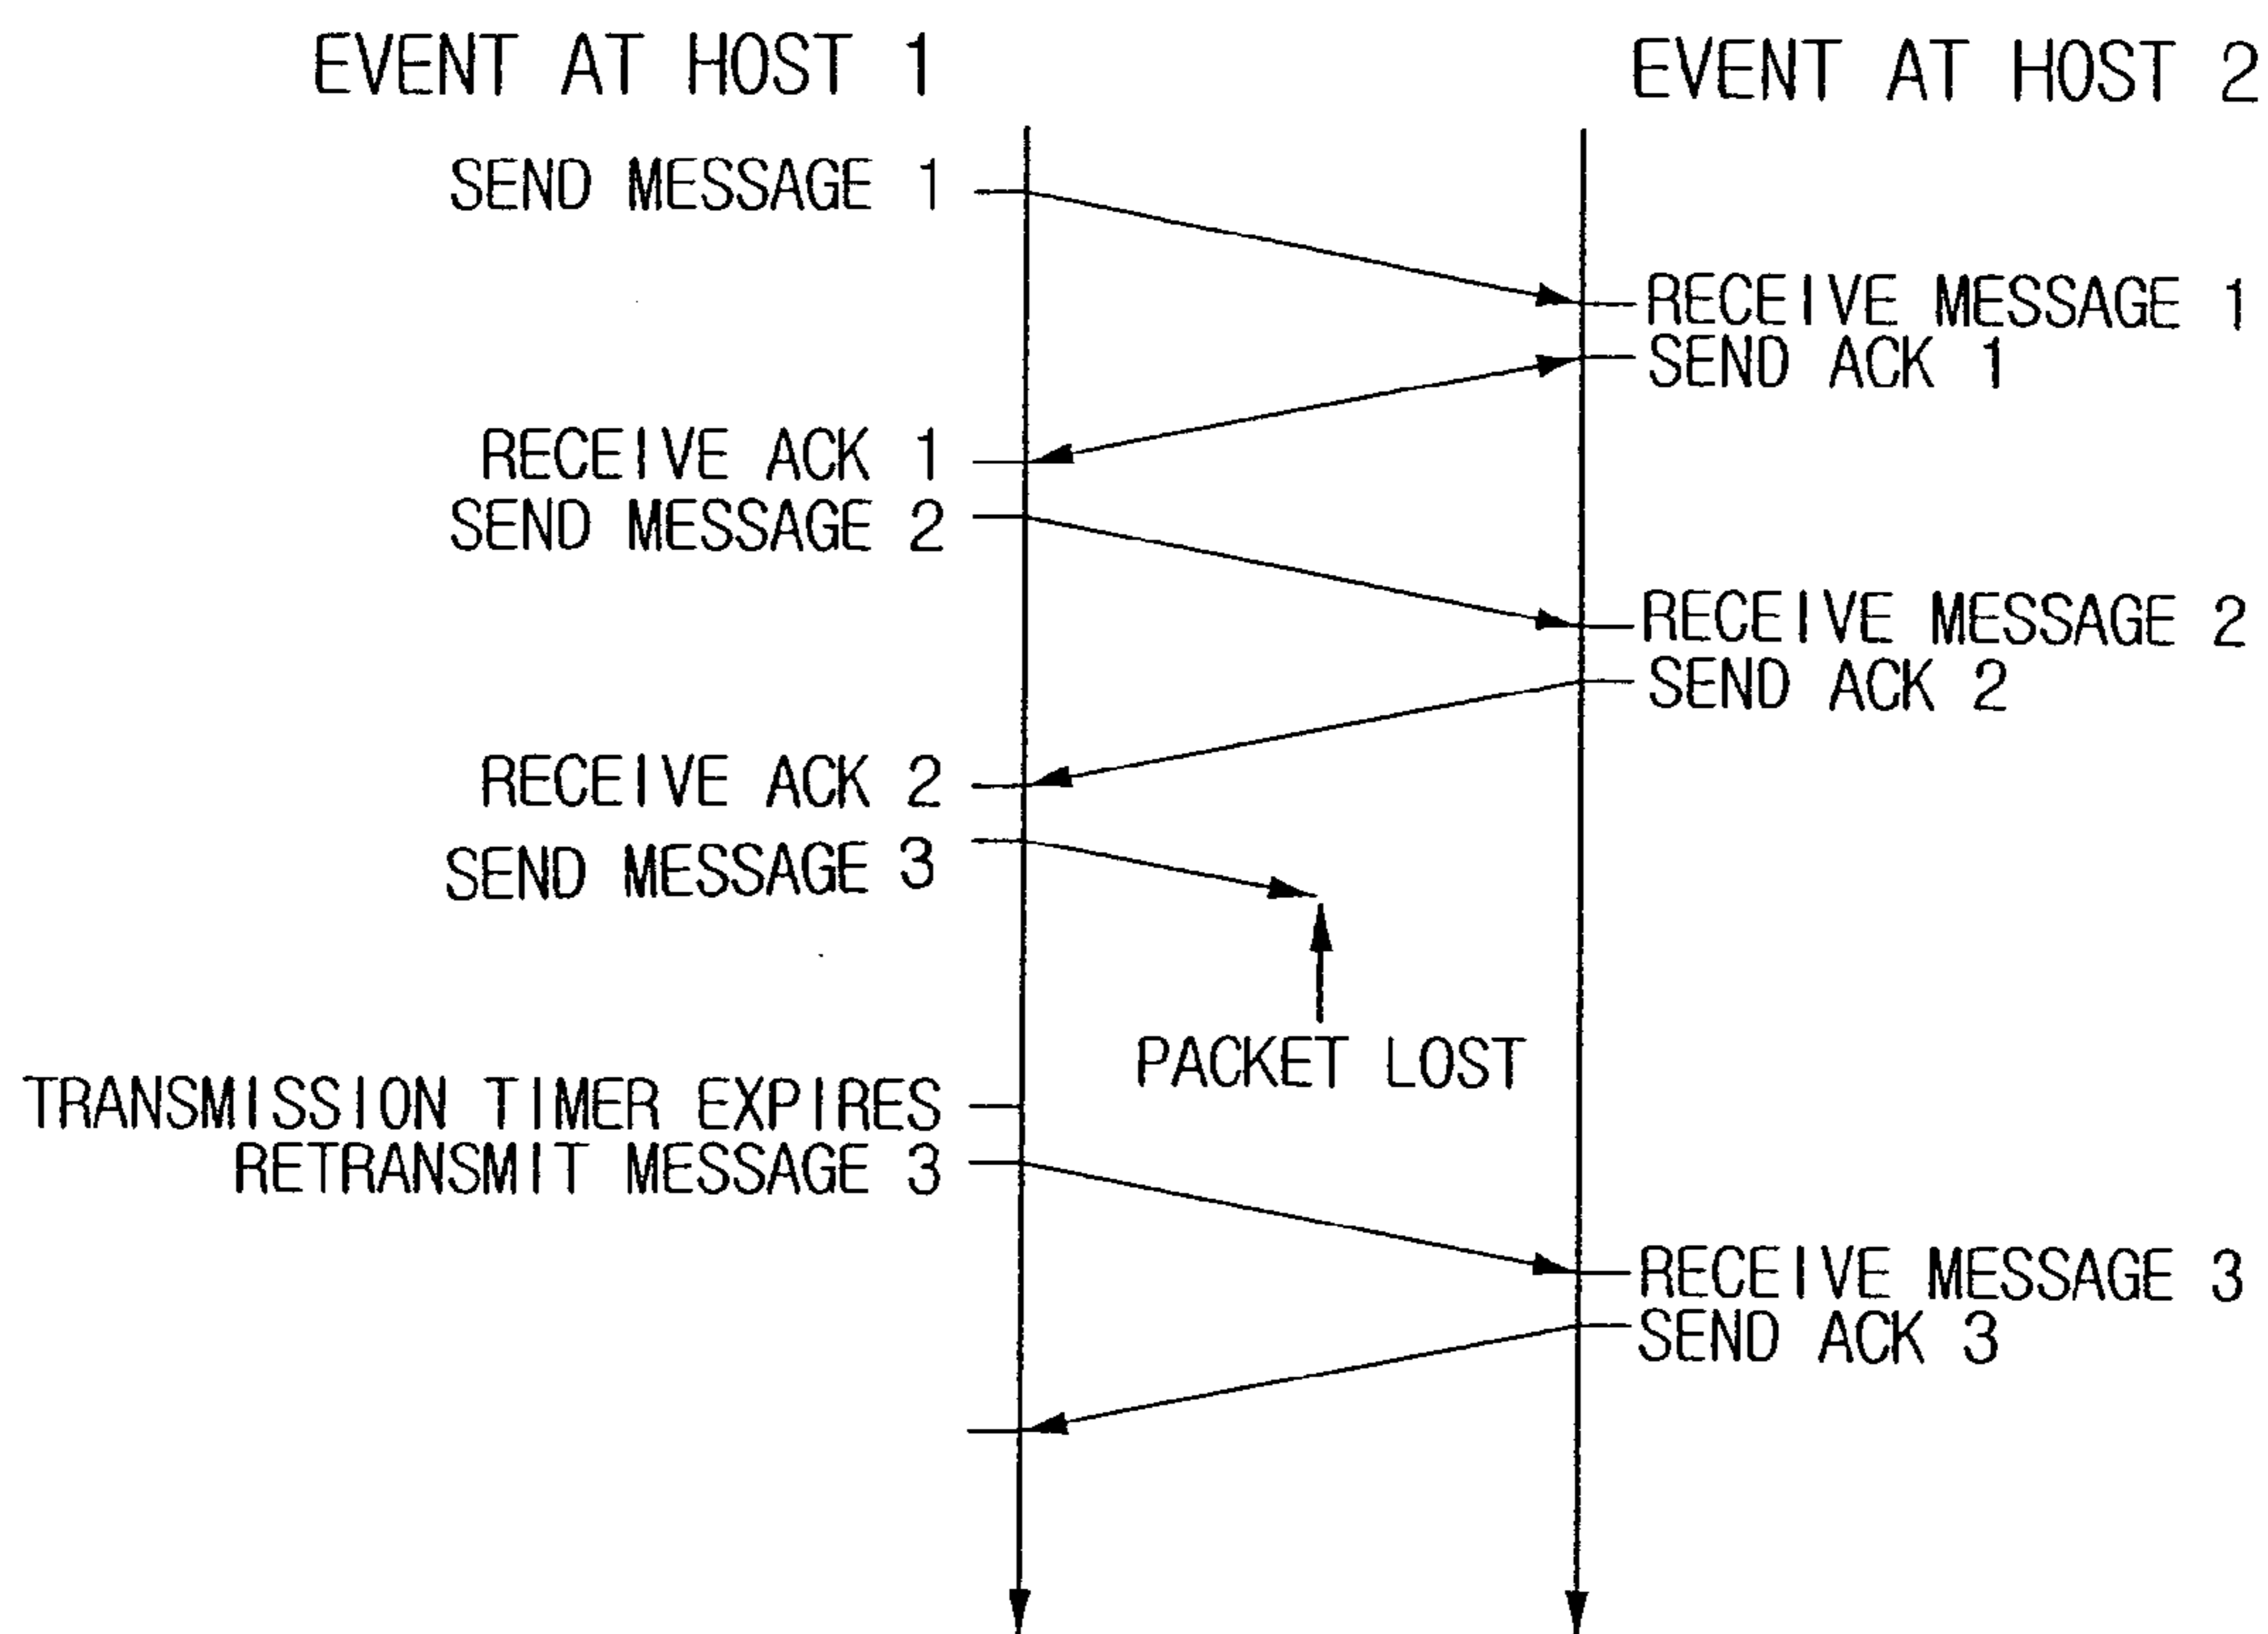 EVENT AT HOST 1
EVENT AT HOST 2
SEND MESSAGE 1
RECEIVE MESSAGE 1
SEND ACK 1
RECEIVE ACK 1
SEND MESSAGE 2
RECEIVE MESSAGE 2
SEND ACK 2
RECEIVE ACK 2
SEND MESSAGE 3
PACKET LOST
TRANSMISSION TIMER EXPIRES
RETRANSMIT MESSAGE 3
RECEIVE MESSAGE 3
SEND ACK 3